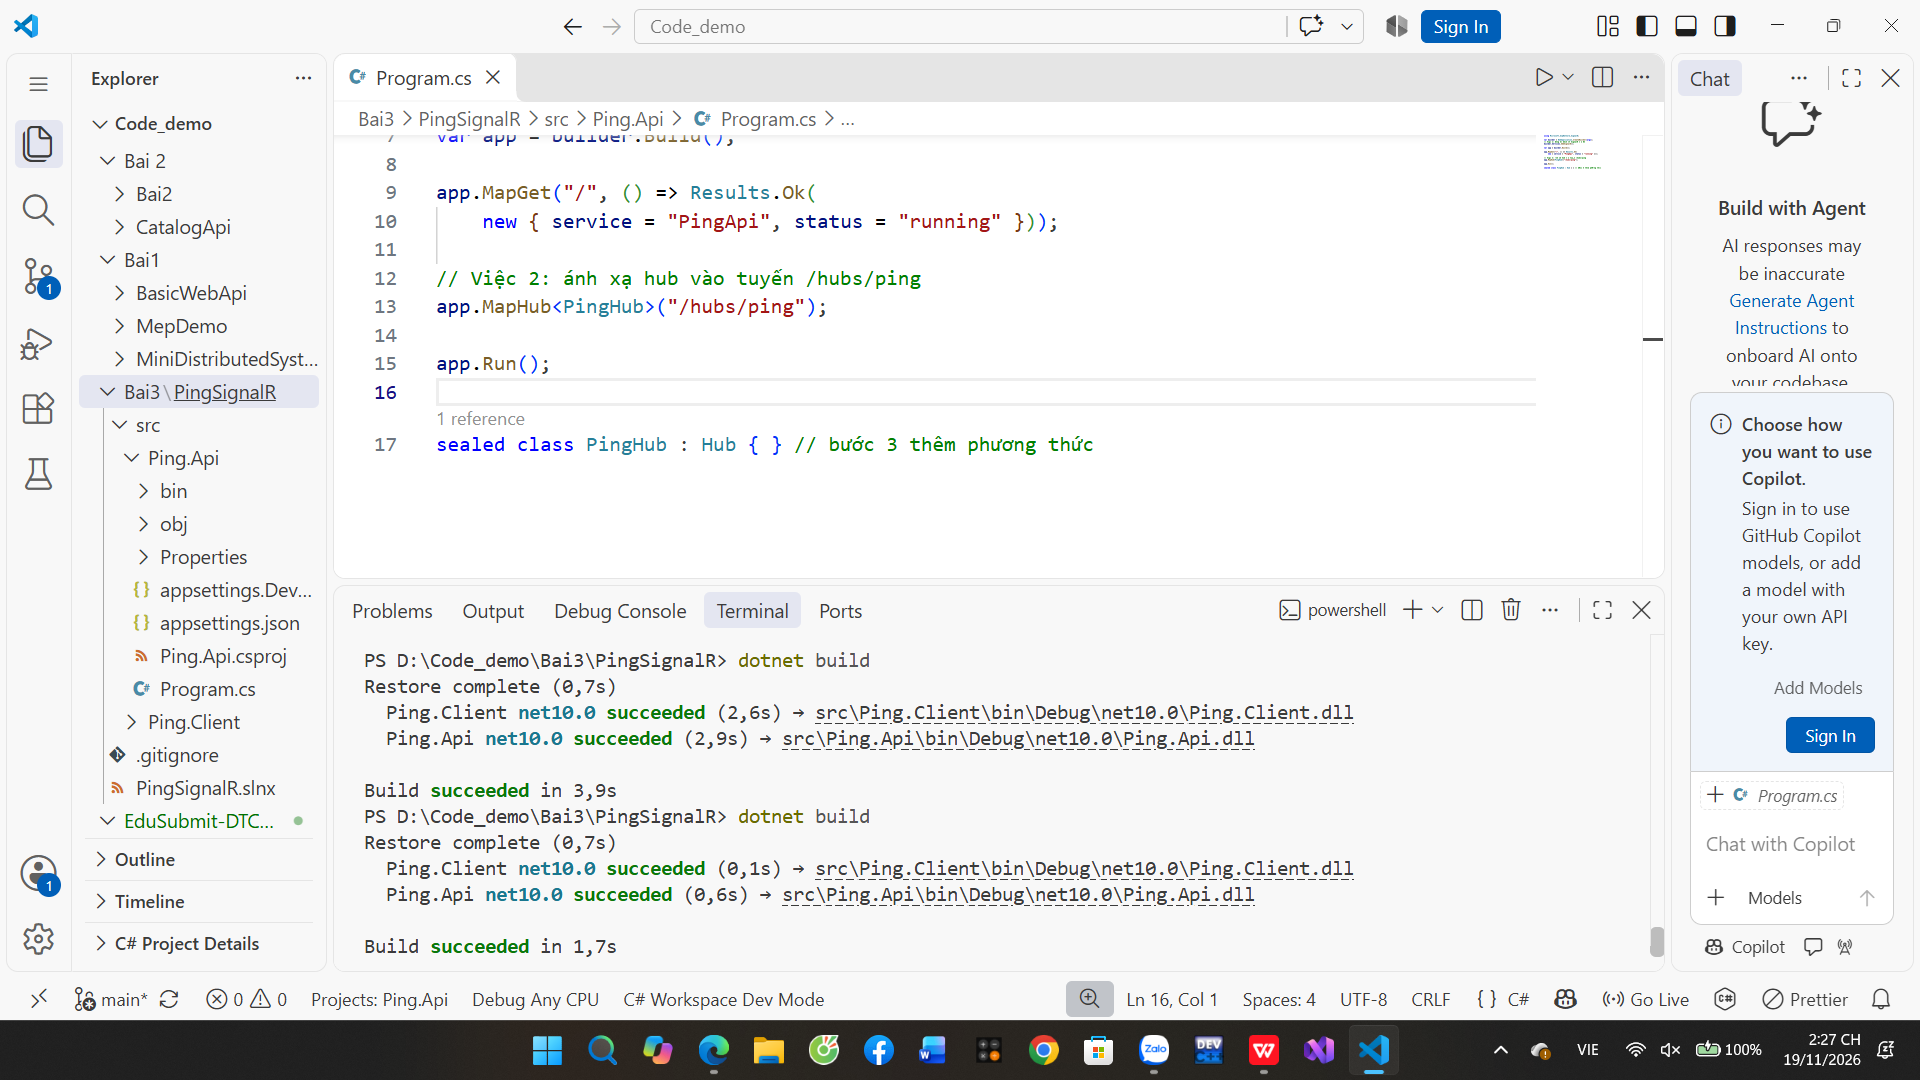 Code_demo
Sign In
Explorer
Code_demo
Bai 2
Bai2
CatalogApi
Bai1
BasicWebApi
MepDemo
MiniDistributedSyst...
Bai3\PingSignalR
src
Ping.Api
bin
obj
Properties
appsettings.Dev...
appsettings.json
Ping.Api.csproj
Program.cs
Ping.Client
.gitignore
PingSignalR.slnx
EduSubmit-DTC...
Outline
Timeline
C# Project Details
Program.cs
Bai3 > PingSignalR > src > Ping.Api > Program.cs > ...
7 var app = builder.Build();
8
9 app.MapGet("/", () => Results.Ok(
10 new { service = "PingApi", status = "running" }));
11
12 // Việc 2: ánh xạ hub vào tuyến /hubs/ping
13 app.MapHub<PingHub>("/hubs/ping");
14
15 app.Run();
16
1 reference
17 sealed class PingHub : Hub { } // bước 3 thêm phương thức
Problems Output Debug Console Terminal Ports
powershell
PS D:\Code_demo\Bai3\PingSignalR> dotnet build
Restore complete (0,7s)
Ping.Client net10.0 succeeded (2,6s) → src\Ping.Client\bin\Debug\net10.0\Ping.Client.dll
Ping.Api net10.0 succeeded (2,9s) → src\Ping.Api\bin\Debug\net10.0\Ping.Api.dll
Build succeeded in 3,9s
PS D:\Code_demo\Bai3\PingSignalR> dotnet build
Restore complete (0,7s)
Ping.Client net10.0 succeeded (0,1s) → src\Ping.Client\bin\Debug\net10.0\Ping.Client.dll
Ping.Api net10.0 succeeded (0,6s) → src\Ping.Api\bin\Debug\net10.0\Ping.Api.dll
Build succeeded in 1,7s
Chat
Build with Agent
AI responses may
be inaccurate
Generate Agent
Instructions to
onboard AI onto
your codebase.
Choose how
you want to use
Copilot.
Sign in to use
GitHub Copilot
models, or add
a model with
your own API
key.
Add Models
Sign In
Program.cs
Chat with Copilot
Models
Copilot
1
1
main* 0 0 Projects: Ping.Api Debug Any CPU C# Workspace Dev Mode
Ln 16, Col 1 Spaces: 4 UTF-8 CRLF { } C# Go Live Prettier
Zalo
DEV
VIE
100%
2:27 CH
19/11/2026